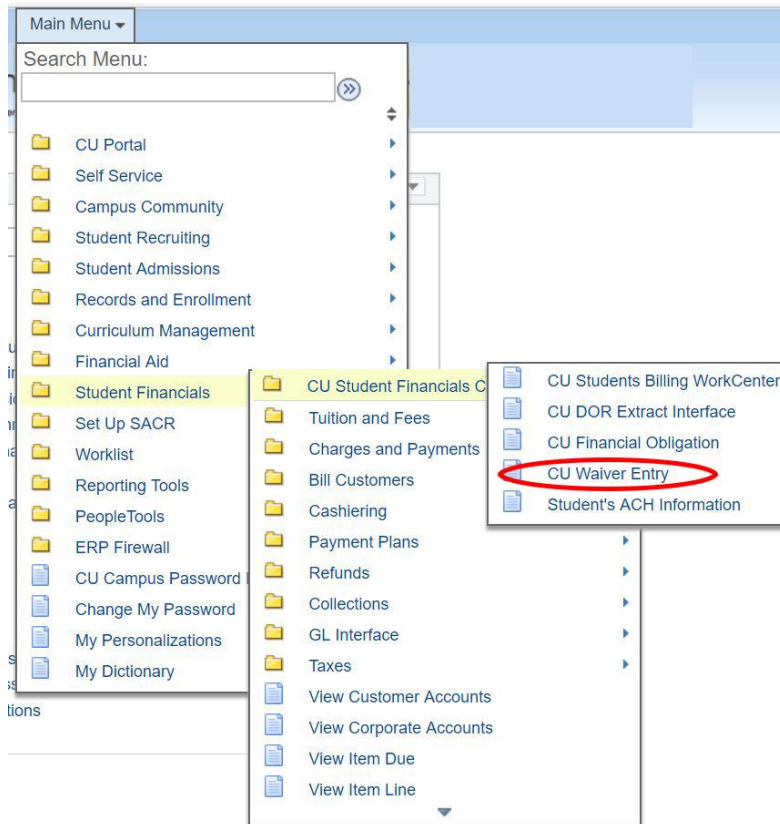 Main Menu
Search Menu:
CU Portal
Self Service
Campus Community
Student Recruiting
Student Admissions
Records and Enrollment
Curriculum Management
Financial Aid
Student Financials
Set Up SACR
Worklist
Reporting Tools
PeopleTools
ERP Firewall
CU Campus Password
Change My Password
My Personalizations
My Dictionary
tions
CU Student Financials C
Tuition and Fees
Charges and Payments
Bill Customers
Cashiering
Payment Plans
Refunds
Collections
GL Interface
Taxes
View Customer Accounts
View Corporate Accounts
View Item Due
View Item Line
CU Students Billing WorkCenter
CU DOR Extract Interface
CU Financial Obligation
CU Waiver Entry
Student's ACH Information